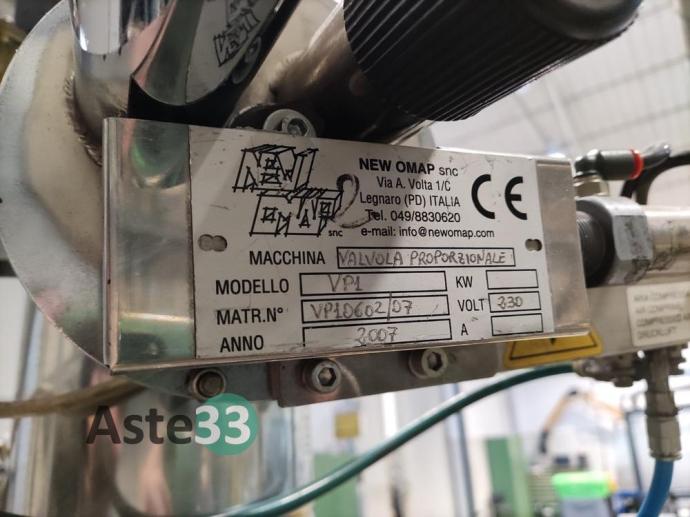 NEW OMAP snc
Via A. Volta 1/C
Legnaro (PD) ITALIA
Tel. 049/8830620
e-mail: info@newomap.com
snc
CE
MACCHINA VALVOLA PROPORZIONALE
MODELLO VP1 KW
MATR.N° VP10602/07 VOLT 230
ANNO 2007 A
Aste33